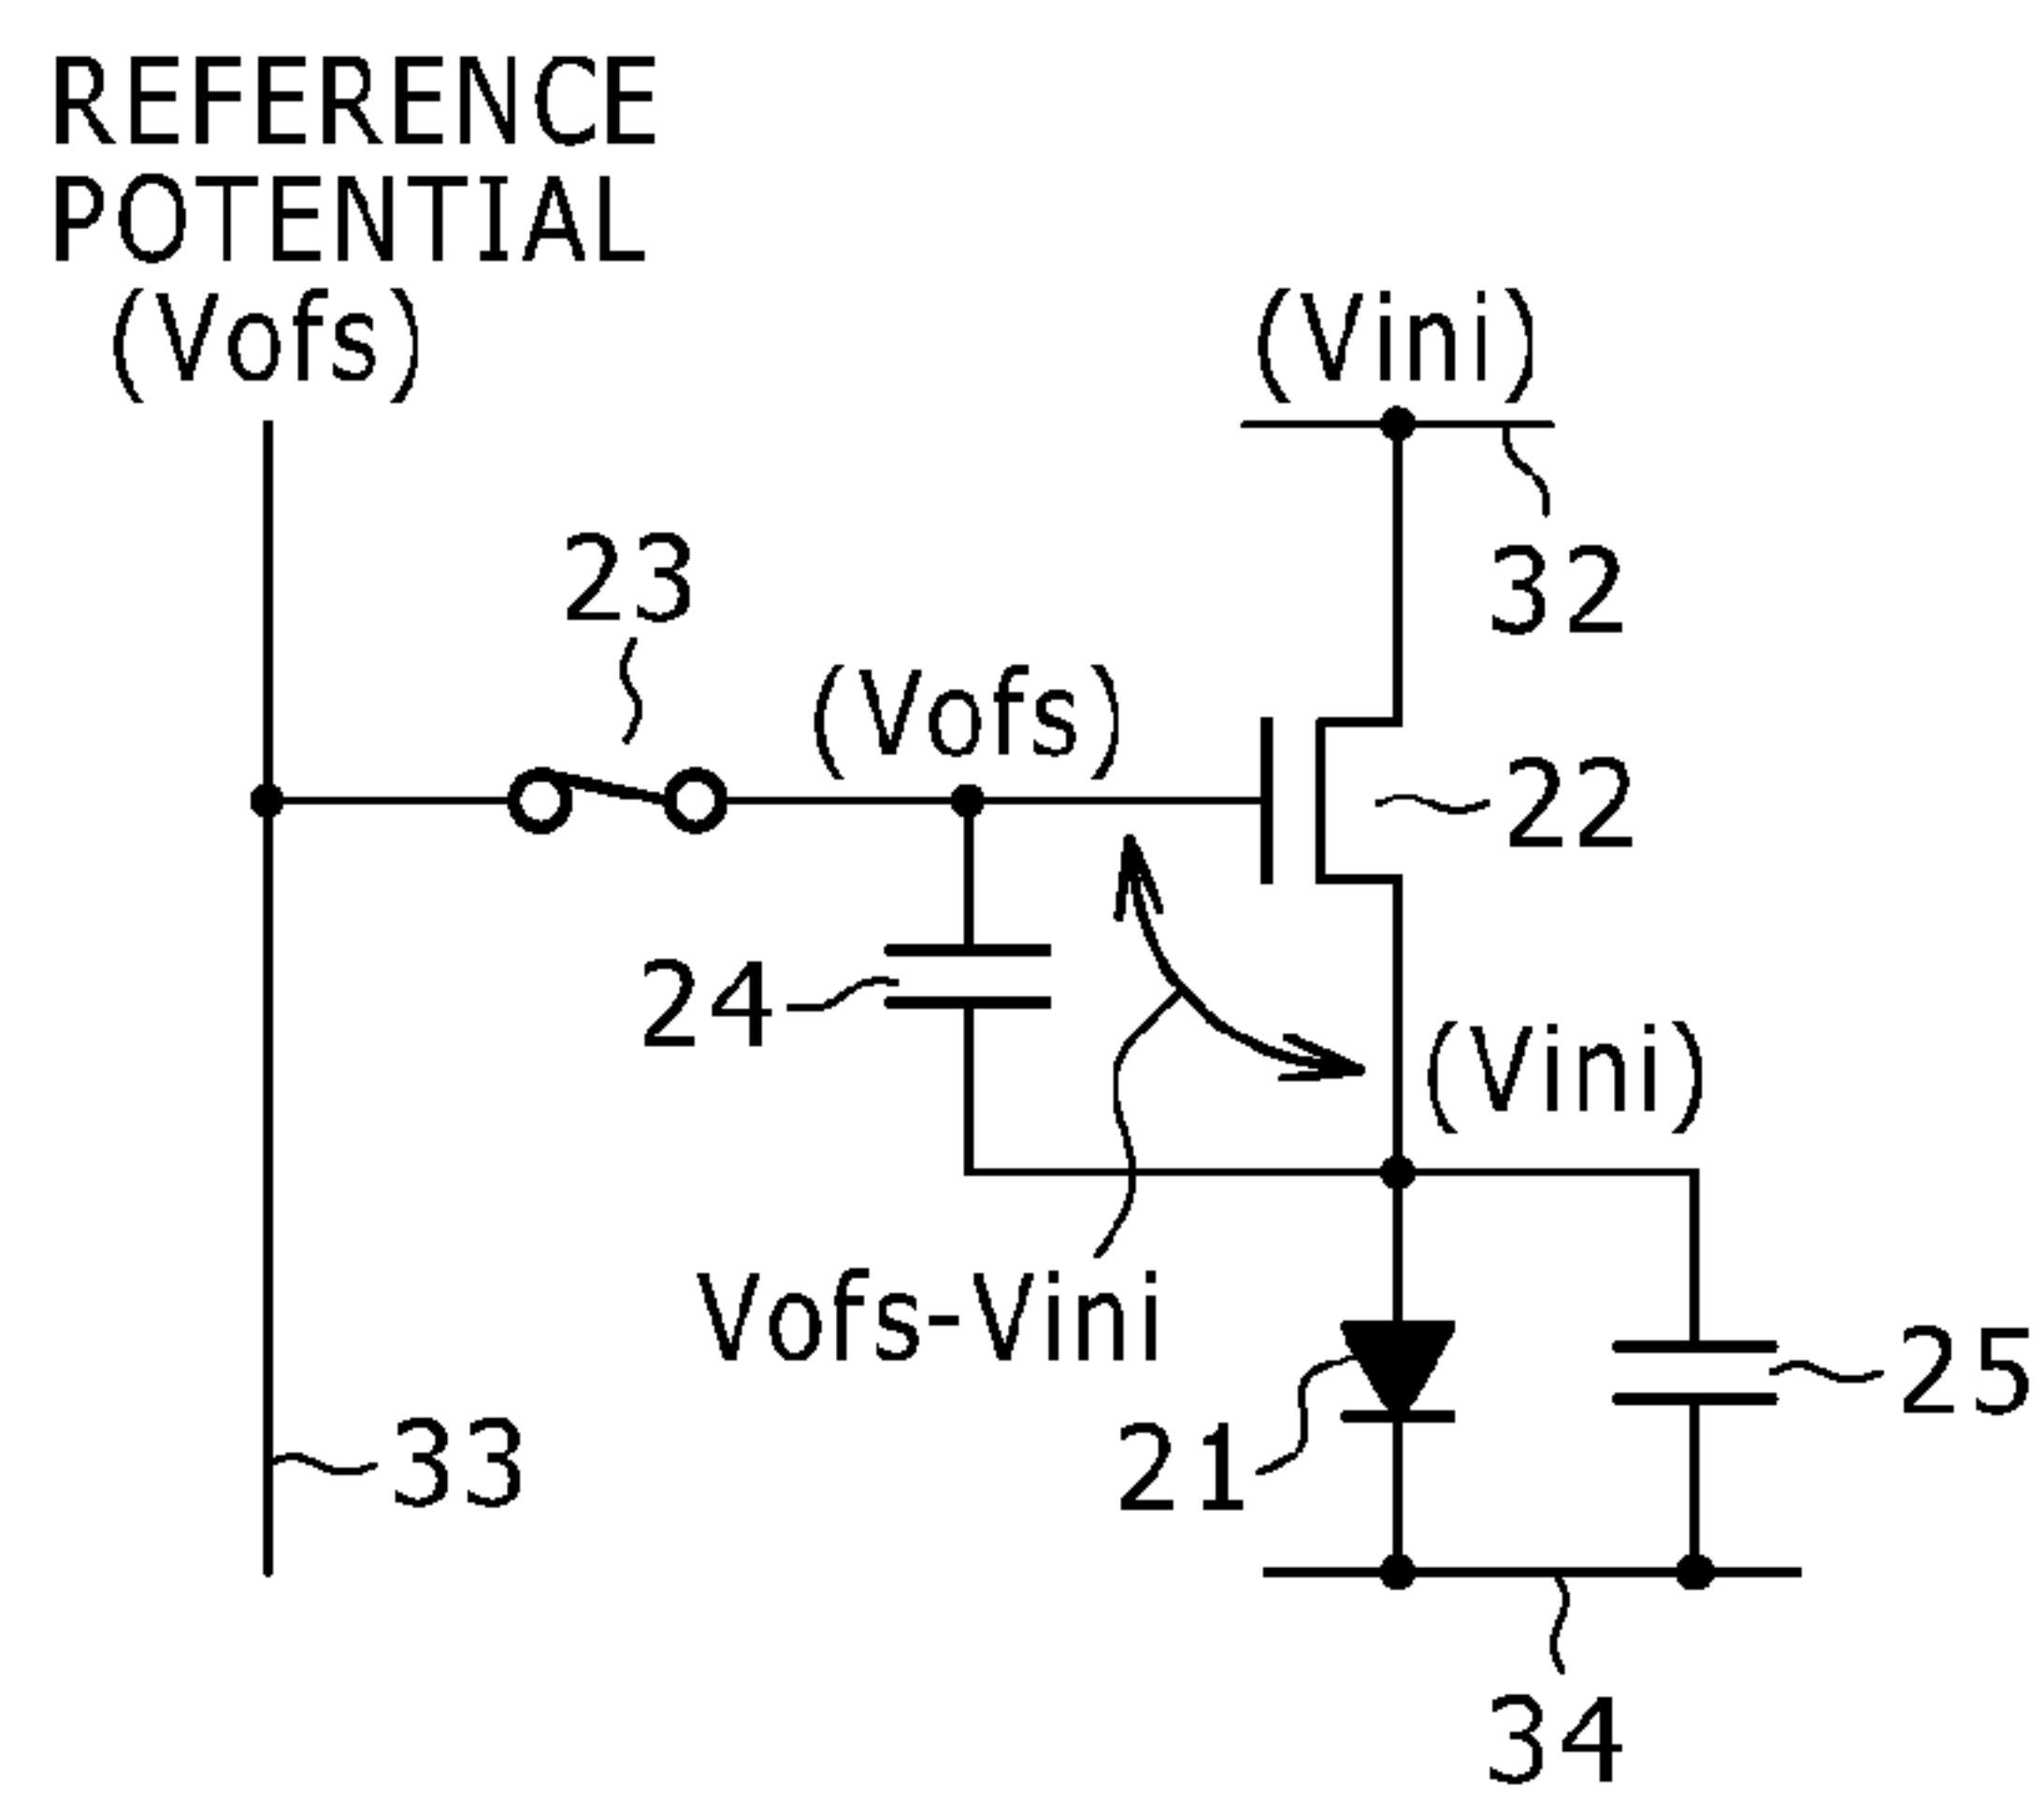 REFERENCE
POTENTIAL
(Vofs)
(Vini)
32
23
(Vofs)
22
24
(Vini)
Vofs-Vini
21
25
33
34